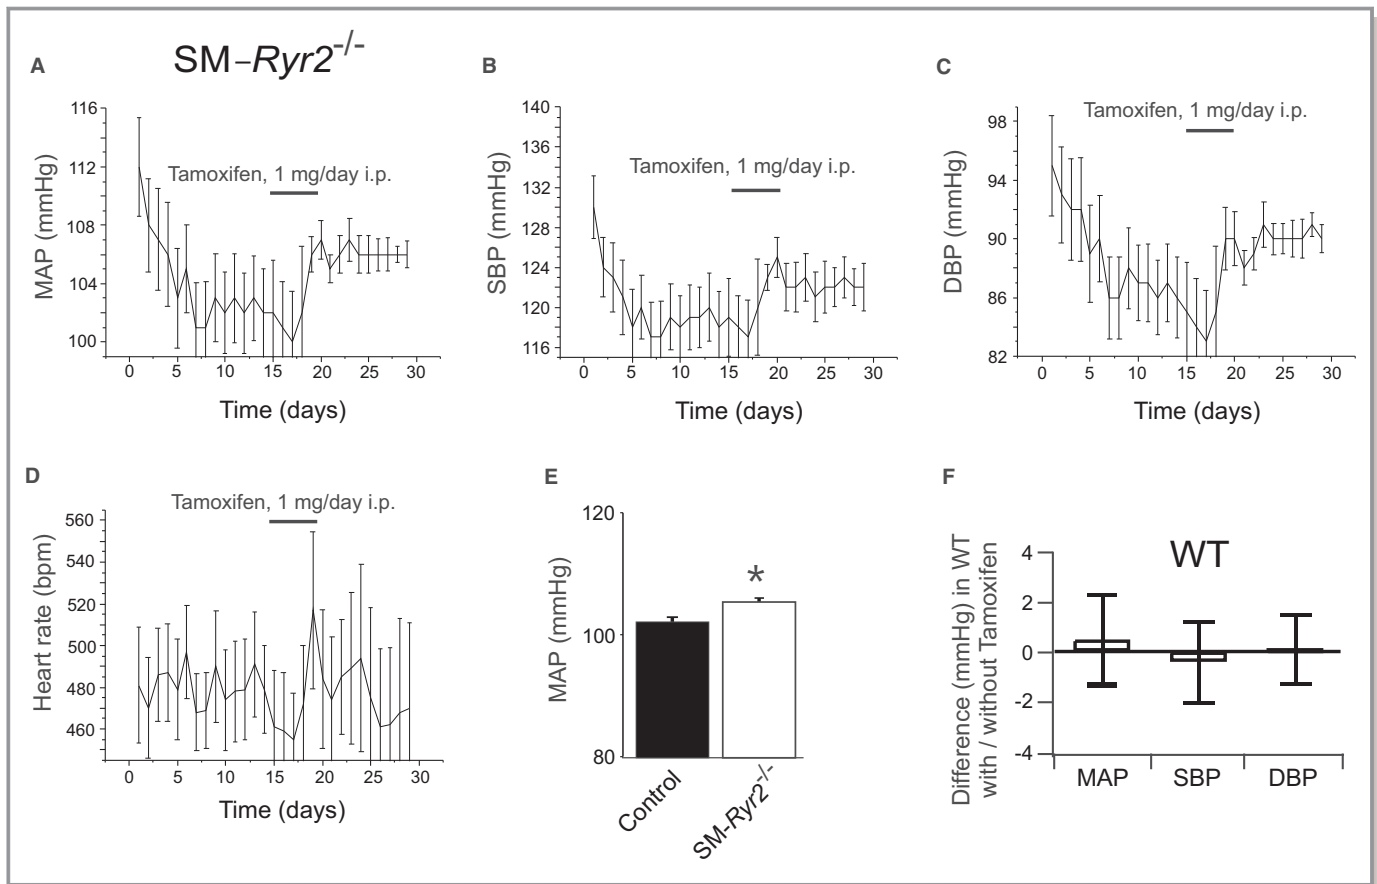 A
SM–Ryr2-/-
MAP (mmHg)
116
112
108
104
100
Tamoxifen, 1 mg/day i.p.
0 5 10 15 20 25 30
Time (days)
B
SBP (mmHg)
140
136
132
128
124
120
116
Tamoxifen, 1 mg/day i.p.
0 5 10 15 20 25 30
Time (days)
C
DBP (mmHg)
98
94
90
86
82
Tamoxifen, 1 mg/day i.p.
0 5 10 15 20 25 30
Time (days)
D
Heart rate (bpm)
560
540
520
500
480
460
Tamoxifen, 1 mg/day i.p.
0 5 10 15 20 25 30
Time (days)
E
MAP (mmHg)
120
100
80
*
Control
SM-Ryr2-/-
F
Difference (mmHg) in WT
with / without Tamoxifen
WT
4
2
0
-2
-4
MAP SBP DBP